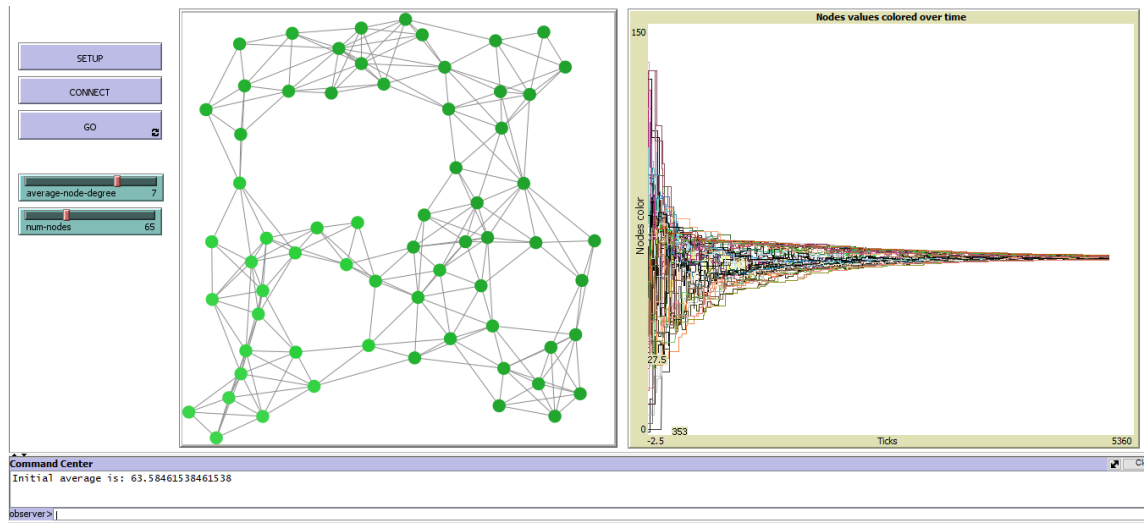 SETUP
CONNECT
GO
average-node-degree 7
num-nodes 65
Nodes values colored over time
150
Nodes color
27.5
0
353
-2.5 Ticks 5360
Command Center
Initial average is: 63.58461538461538
observer>